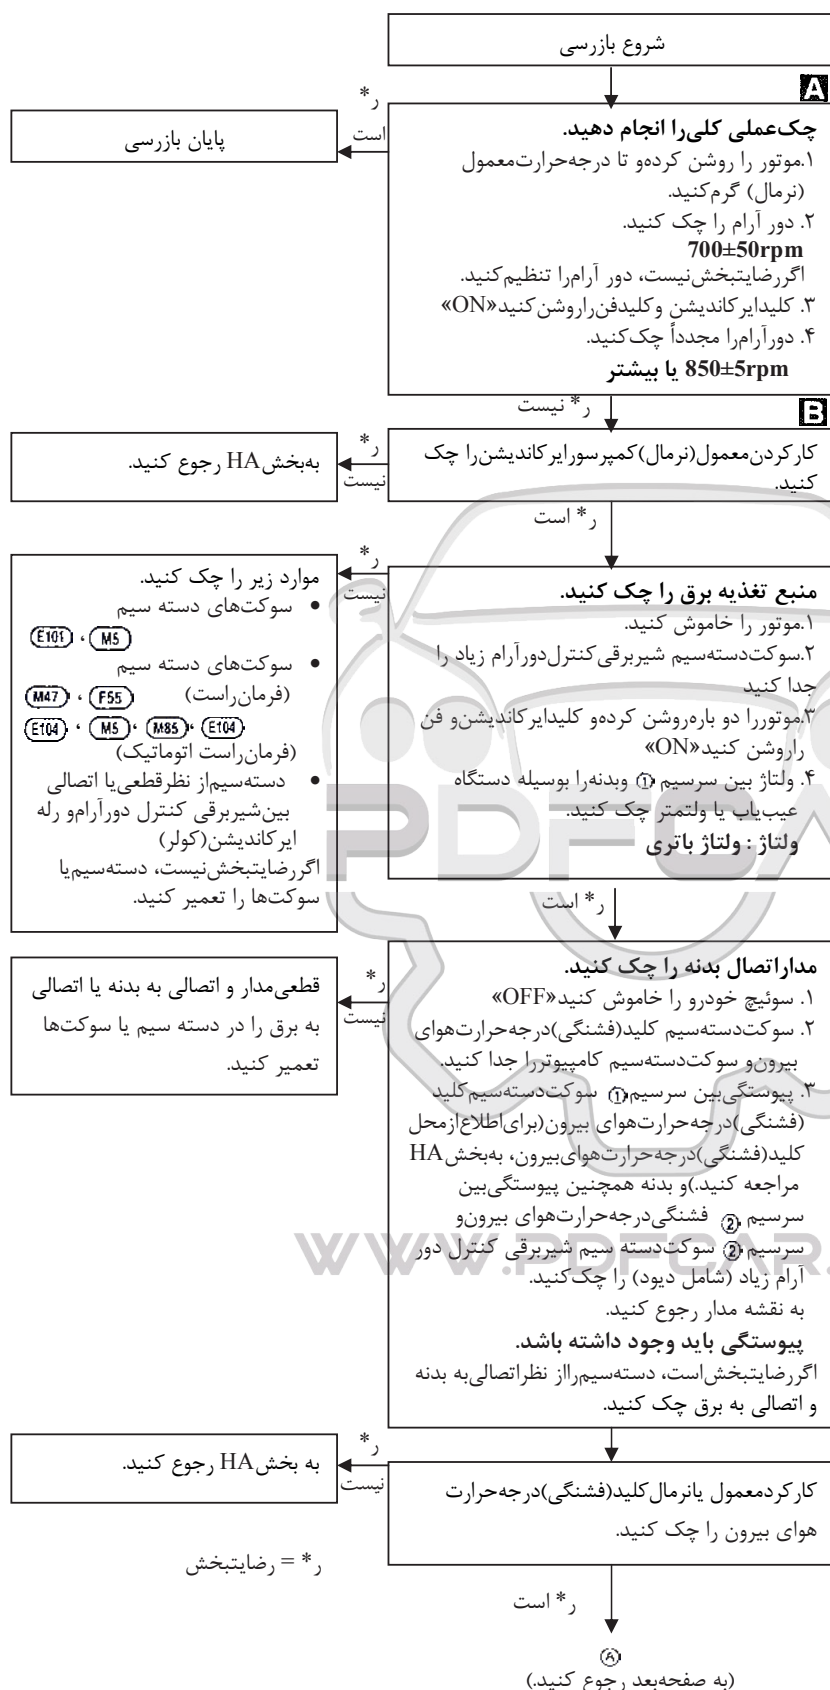 شروع بازرسی
A
چک‌عملی کلی‌را انجام دهید.
۱.موتور را روشن کرده‌و تا درجه‌حرارت‌معمول
(نرمال) گرم‌کنید.
۲. دور آرام را چک کنید.
700±50rpm
اگررضایتبخش‌نیست، دور آرام‌را تنظیم‌کنید.
۳. کلیدایرکاندیشن وکلیدفن‌راروشن‌کنید«ON»
۴. دورآرام‌را مجدداً چک‌کنید.
850±5rpm یا بیشتر
ر*
است
پایان بازرسی
ر* نیست
B
کارکردن‌معمول(نرمال)کمپرسورایرکاندیشن‌را چک
کنید.
ر*
نیست
به‌بخش‌HA رجوع کنید.
ر* است
منبع تغذیه برق را چک کنید.
۱.موتور را خاموش کنید.
۲.سوکت‌دسته‌سیم شیربرقی‌کنترل‌دورآرام زیاد را
جدا کنید
۳.موتوررا دو باره‌روشن کرده‌و کلیدایرکاندیشن‌و فن
راروشن کنید«ON»
۴. ولتاژ بین سرسیم ① وبدنه‌را بوسیله دستگاه
عیب‌یاب یا ولتمتر چک کنید.
ولتاژ : ولتاژ باتری
ر*
نیست
موارد زیر را چک کنید.
• سوکت‌های دسته سیم
M5 ، E101
• سوکت‌های دسته سیم
(فرمان‌راست) F55 ، M47
E104 ، M85 ، M5 ، E104
(فرمان‌راست اتوماتیک)
• دسته‌سیم‌از نظرقطعی‌یا اتصالی
بین‌شیربرقی کنترل دورآرام‌و رله
ایرکاندیشن(کولر)
اگررضایتبخش‌نیست، دسته‌سیم‌یا
سوکت‌ها را تعمیر کنید.
ر* است
مداراتصال بدنه را چک کنید.
۱. سوئیچ خودرو را خاموش کنید«OFF»
۲. سوکت‌دسته‌سیم کلید(فشنگی)درجه‌حرارت‌هوای
بیرون‌و سوکت‌دسته‌سیم کامپیوتررا جدا کنید.
۳. پیوستگی‌بین سرسیم① سوکت‌دسته‌سیم‌کلید
(فشنگی)درجه‌حرارت‌هوای بیرون(برای‌اطلاع‌ازمحل
کلید(فشنگی)درجه‌حرارت‌هوای‌بیرون، به‌بخش‌HA
مراجعه کنید.)و بدنه همچنین پیوستگی‌بین
سرسیم ② فشنگی‌درجه‌حرارت‌هوای بیرون‌و
سرسیم② سوکت‌دسته سیم شیربرقی کنترل دور
آرام زیاد (شامل دیود) را چک‌کنید.
به نقشه مدار رجوع کنید.
پیوستگی باید وجود داشته باشد.
اگررضایتبخش‌است، دسته‌سیم‌رااز نظراتصالی‌به بدنه
و اتصالی به برق چک کنید.
ر*
نیست
قطعی‌مدار و اتصالی به بدنه یا اتصالی
به برق را در دسته سیم یا سوکت‌ها
تعمیر کنید.
کارکردمعمول یانرمال‌کلید(فشنگی)درجه‌حرارت
هوای بیرون را چک کنید.
ر*
نیست
به بخش‌HA رجوع کنید.
ر* = رضایتبخش
ر* است
Ⓐ
(به صفحه‌بعد رجوع کنید.)
PDFCA
WWW.PDFCAR.